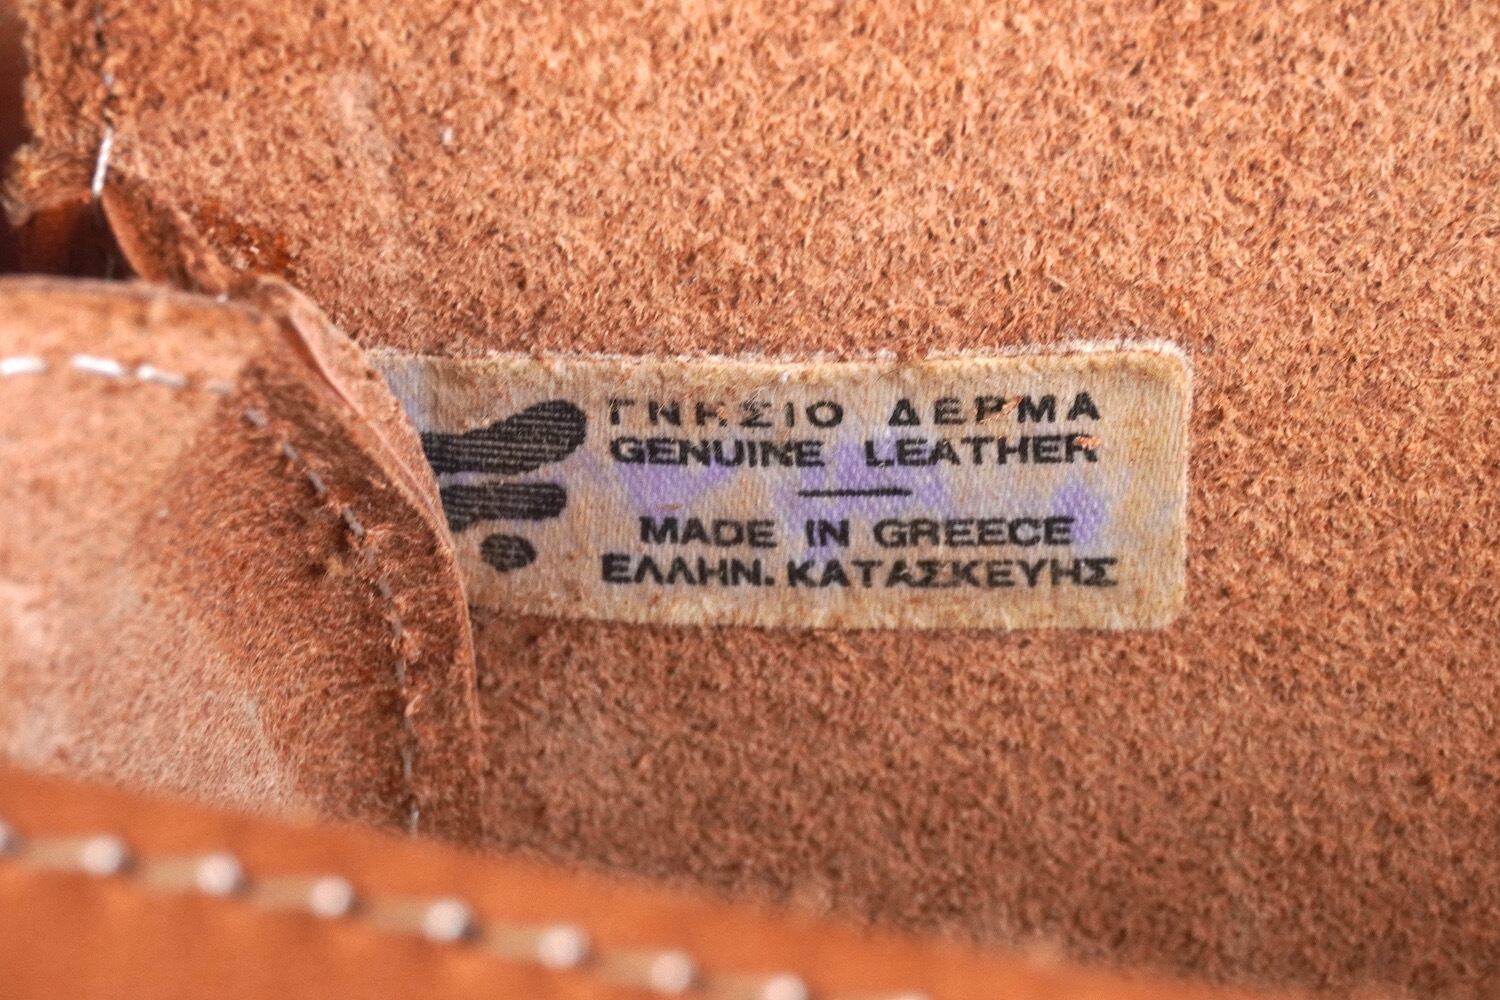 ΓΝΗΣΙΟ ΔΕΡΜΑ
GENUINE LEATHER
MADE IN GREECE
ΕΛΛΗΝ. ΚΑΤΑΣΚΕΥΗΣ